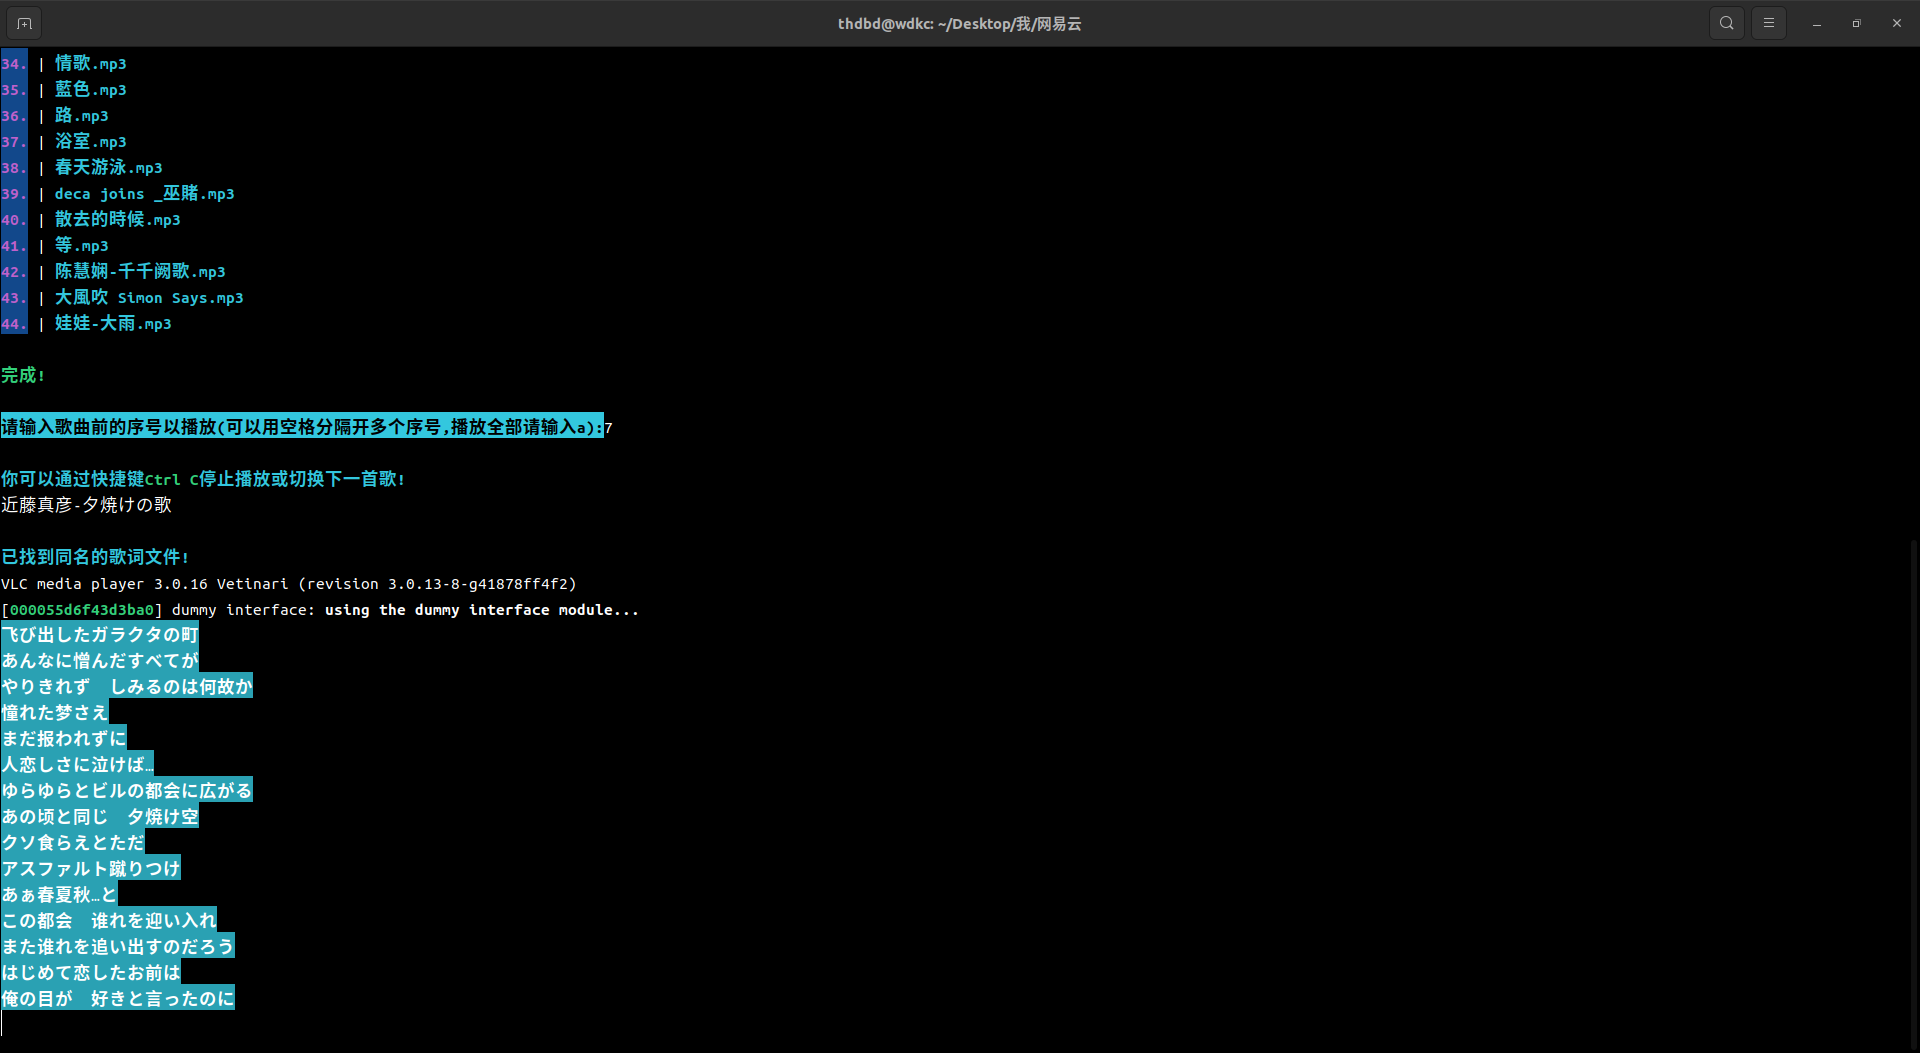 thdbd@wdkc: ~/Desktop/我/网易云
34. | 情歌.mp3
35. | 藍色.mp3
36. | 路.mp3
37. | 浴室.mp3
38. | 春天游泳.mp3
39. | deca joins _巫賭.mp3
40. | 散去的時候.mp3
41. | 等.mp3
42. | 陈慧娴-千千阙歌.mp3
43. | 大風吹 Simon Says.mp3
44. | 娃娃-大雨.mp3
完成!
请输入歌曲前的序号以播放(可以用空格分隔开多个序号,播放全部请输入a):7
你可以通过快捷键Ctrl C停止播放或切换下一首歌!
近藤真彦-夕焼けの歌
已找到同名的歌词文件!
VLC media player 3.0.16 Vetinari (revision 3.0.13-8-g41878ff4f2)
[000055d6f43d3ba0] dummy interface: using the dummy interface module...
飞び出したガラクタの町
あんなに憎んだすべてが
やりきれず　しみるのは何故か
憧れた梦さえ
まだ报われずに
人恋しさに泣けば…
ゆらゆらとビルの都会に広がる
あの顷と同じ　夕焼け空
クソ食らえとただ
アスファルト蹴りつけ
あぁ春夏秋…と
この都会　谁れを迎い入れ
また谁れを追い出すのだろう
はじめて恋したお前は
俺の目が　好きと言ったのに